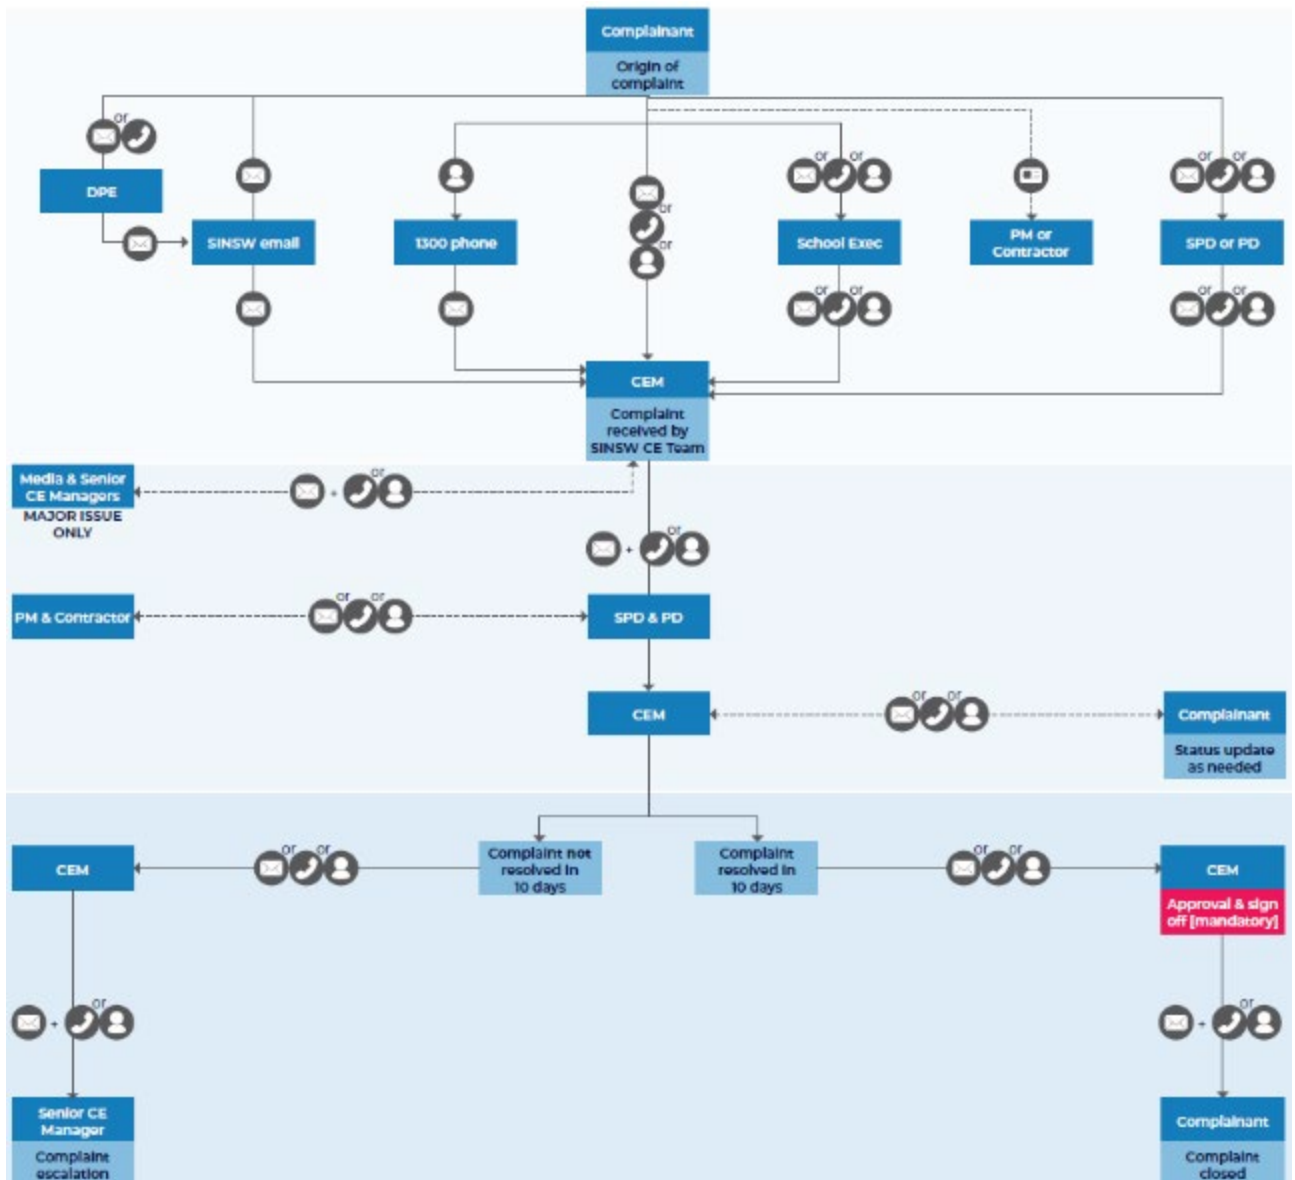 Complainant
Origin of
complaint
or
DPE
SINSW email
1300 phone
or
or
or
or
School Exec
PM or
Contractor
or
or
SPD or PD
or
or
or
or
CEM
Complaint
received by
SINSW CE Team
Media & Senior
CE Managers
MAJOR ISSUE
ONLY
+
or
+
or
PM & Contractor
or
or
SPD & PD
CEM
or
or
Complainant
Status update
as needed
CEM
or
or
Complaint not
resolved in
10 days
Complaint
resolved in
10 days
or
or
CEM
Approval & sign
off [mandatory]
+
or
+
or
Senior CE
Manager
Complaint
escalation
Complainant
Complaint
closed